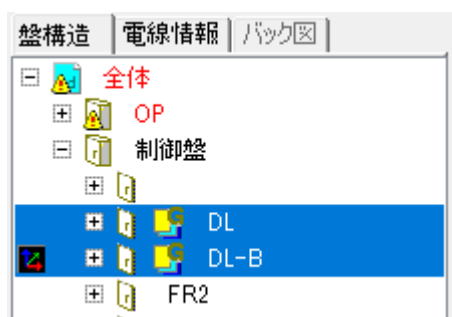 盤構造 電線情報 バック図
全体
OP
制御盤
DL
DL-B
FR2